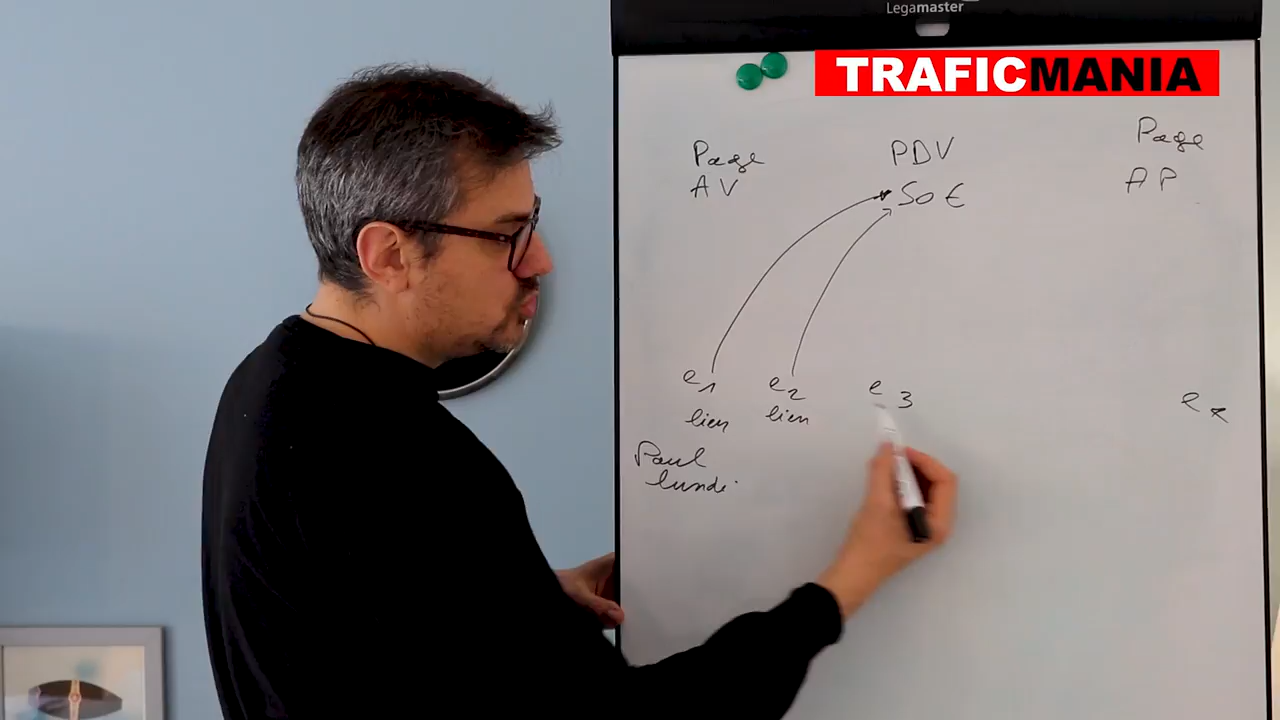 Legamaster
TRAFICMANIA
Page
AV
PDV
50 €
Page
AP
e1
lien
e2
lien
e3
Paul
lundi